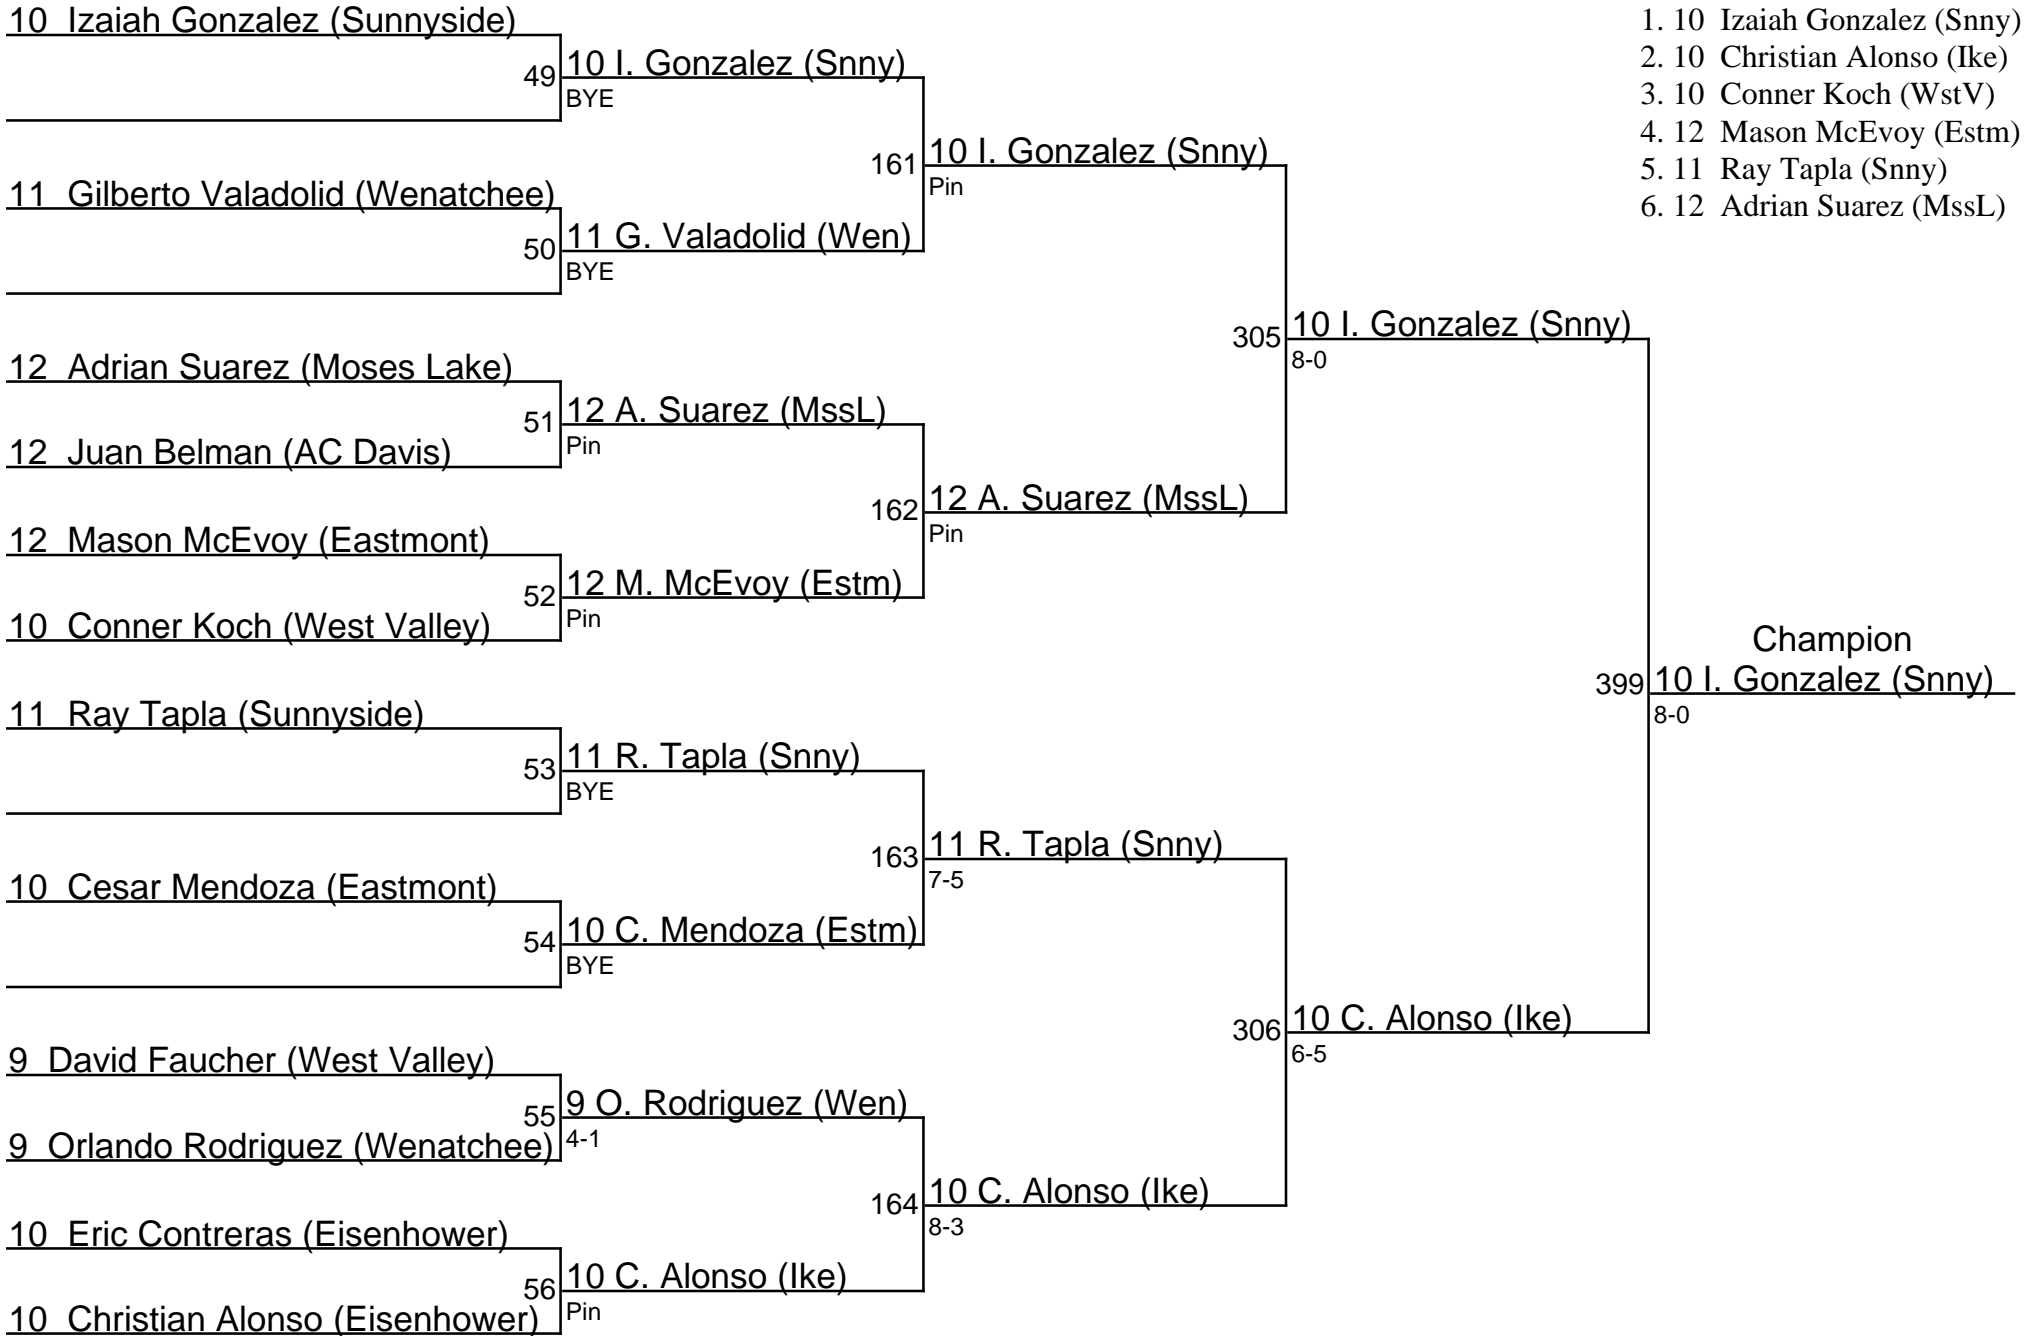 10 Izaiah Gonzalez (Sunnyside)
49
10 I. Gonzalez (Snny)
BYE
11 Gilberto Valadolid (Wenatchee)
50
11 G. Valadolid (Wen)
BYE
161
10 I. Gonzalez (Snny)
Pin
12 Adrian Suarez (Moses Lake)
12 Juan Belman (AC Davis)
51
12 A. Suarez (MssL)
Pin
12 Mason McEvoy (Eastmont)
10 Conner Koch (West Valley)
52
12 M. McEvoy (Estm)
Pin
162
12 A. Suarez (MssL)
Pin
305
10 I. Gonzalez (Snny)
8-0
11 Ray Tapla (Sunnyside)
53
11 R. Tapla (Snny)
BYE
10 Cesar Mendoza (Eastmont)
54
10 C. Mendoza (Estm)
BYE
163
11 R. Tapla (Snny)
7-5
9 David Faucher (West Valley)
9 Orlando Rodriguez (Wenatchee)
55
9 O. Rodriguez (Wen)
4-1
10 Eric Contreras (Eisenhower)
10 Christian Alonso (Eisenhower)
56
10 C. Alonso (Ike)
Pin
164
10 C. Alonso (Ike)
8-3
306
10 C. Alonso (Ike)
6-5
399
Champion
10 I. Gonzalez (Snny)
8-0
1. 10 Izaiah Gonzalez (Snny)
2. 10 Christian Alonso (Ike)
3. 10 Conner Koch (WstV)
4. 12 Mason McEvoy (Estm)
5. 11 Ray Tapla (Snny)
6. 12 Adrian Suarez (MssL)